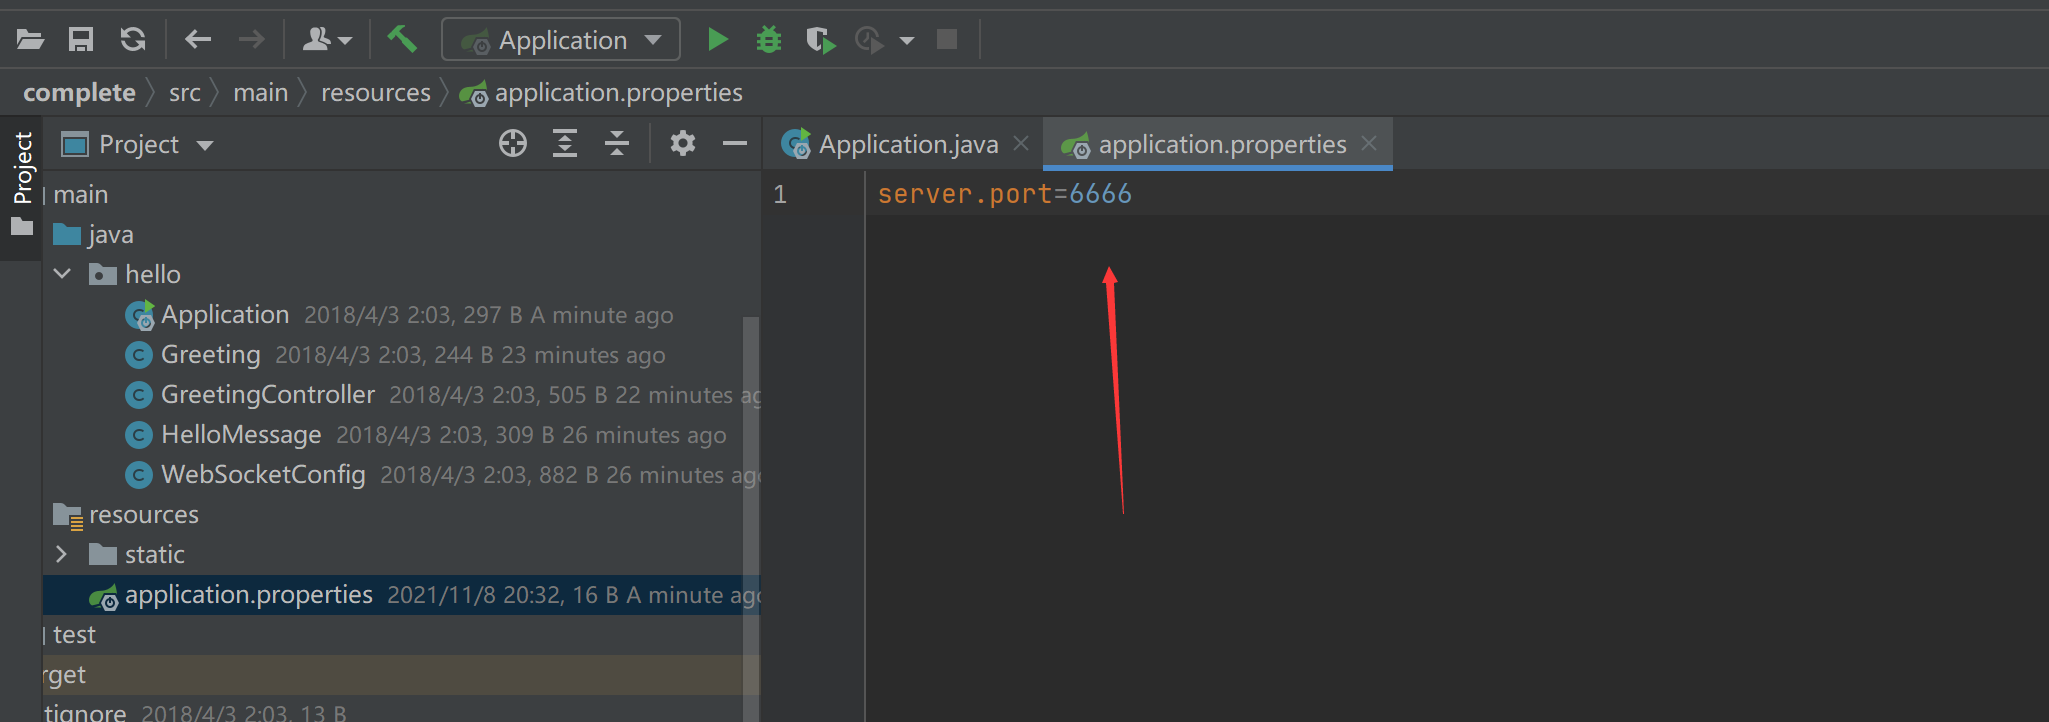 Application
complete src main resources application.properties
Project
Project
Application.java
application.properties
main
java
hello
Application 2018/4/3 2:03, 297 B A minute ago
Greeting 2018/4/3 2:03, 244 B 23 minutes ago
GreetingController 2018/4/3 2:03, 505 B 22 minutes ag
HelloMessage 2018/4/3 2:03, 309 B 26 minutes ago
WebSocketConfig 2018/4/3 2:03, 882 B 26 minutes ag
resources
static
application.properties 2021/11/8 20:32, 16 B A minute ag
test
rget
tignore 2018/4/3 2:03, 13 B
1 server.port=6666